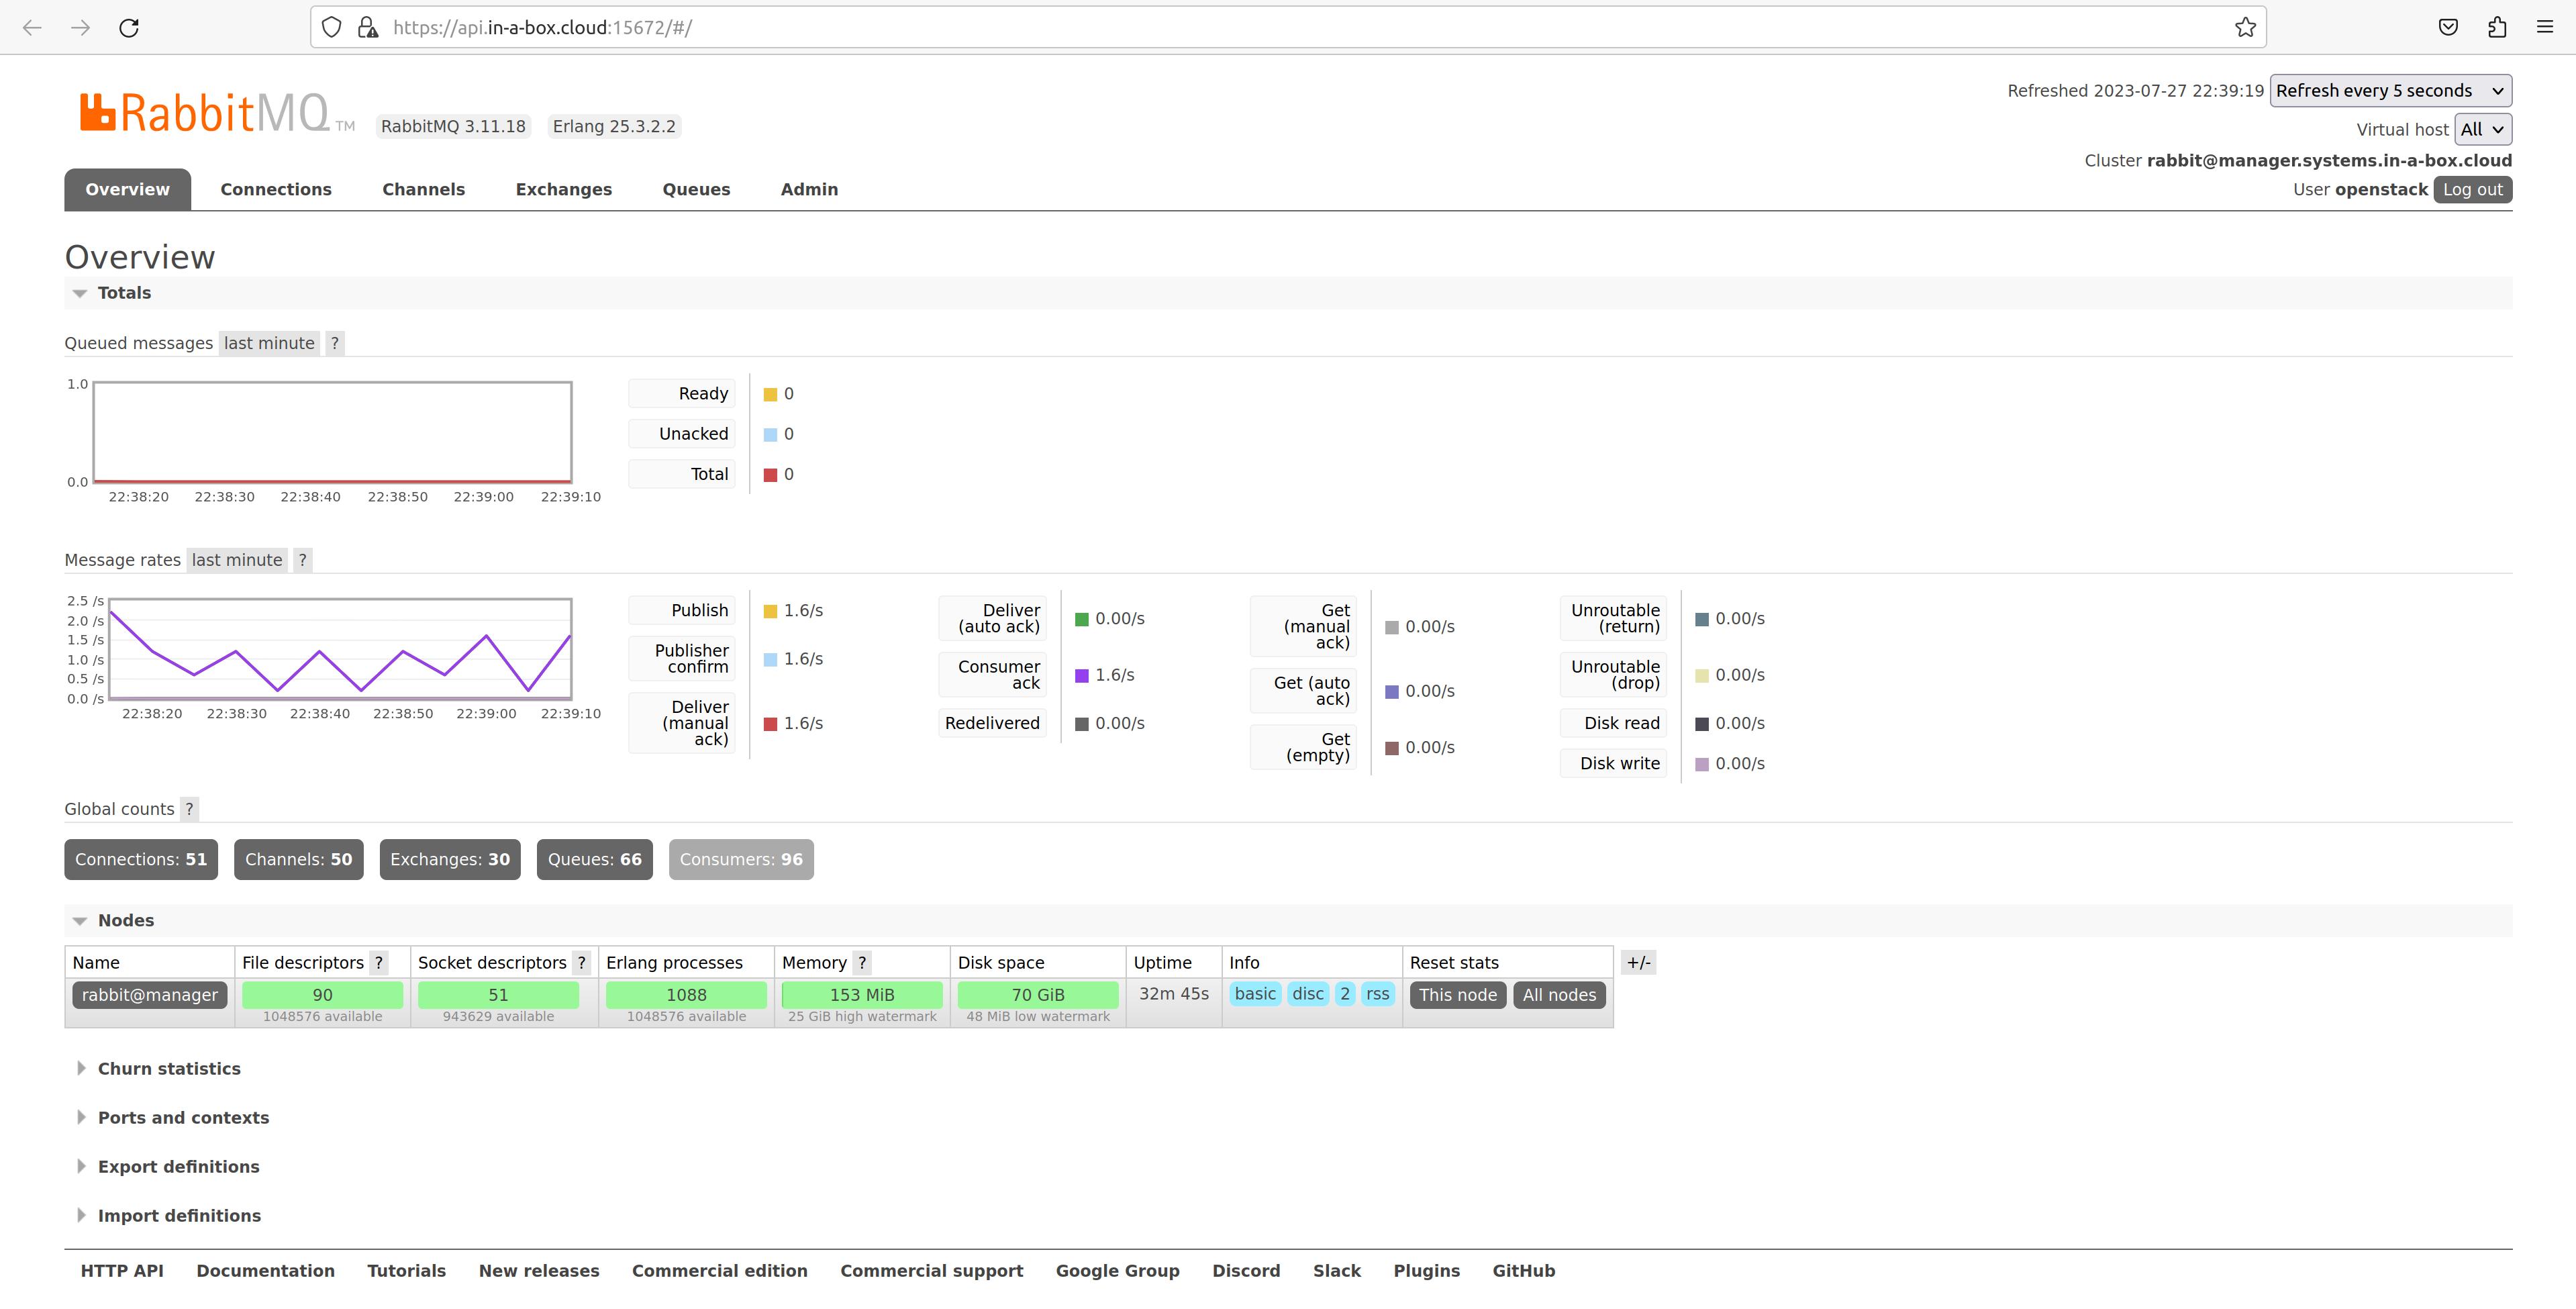 https://api.in-a-box.cloud:15672/#/
RabbitMQ TM RabbitMQ 3.11.18 Erlang 25.3.2.2
Refreshed 2023-07-27 22:39:19 Refresh every 5 seconds
Virtual host All
Cluster rabbit@manager.systems.in-a-box.cloud
User openstack Log out
Overview Connections Channels Exchanges Queues Admin
Overview
Totals
Queued messages last minute ?
1.0
0.0
22:38:20 22:38:30 22:38:40 22:38:50 22:39:00 22:39:10
Ready 0
Unacked 0
Total 0
Message rates last minute ?
2.5 /s
2.0 /s
1.5 /s
1.0 /s
0.5 /s
0.0 /s
22:38:20 22:38:30 22:38:40 22:38:50 22:39:00 22:39:10
Publish 1.6/s
Publisher
confirm 1.6/s
Deliver
(manual 1.6/s
ack)
Deliver
(auto ack) 0.00/s
Consumer
ack 1.6/s
Redelivered 0.00/s
Get
(manual 0.00/s
ack)
Get (auto
ack) 0.00/s
Get
(empty) 0.00/s
Unroutable
(return) 0.00/s
Unroutable
(drop) 0.00/s
Disk read 0.00/s
Disk write 0.00/s
Global counts ?
Connections: 51 Channels: 50 Exchanges: 30 Queues: 66 Consumers: 96
Nodes
Name File descriptors ? Socket descriptors ? Erlang processes Memory ? Disk space Uptime Info Reset stats +/-
rabbit@manager 90 51 1088 153 MiB 70 GiB 32m 45s basic disc 2 rss This node All nodes
1048576 available 943629 available 1048576 available 25 GiB high watermark 48 MiB low watermark
Churn statistics
Ports and contexts
Export definitions
Import definitions
HTTP API Documentation Tutorials New releases Commercial edition Commercial support Google Group Discord Slack Plugins GitHub